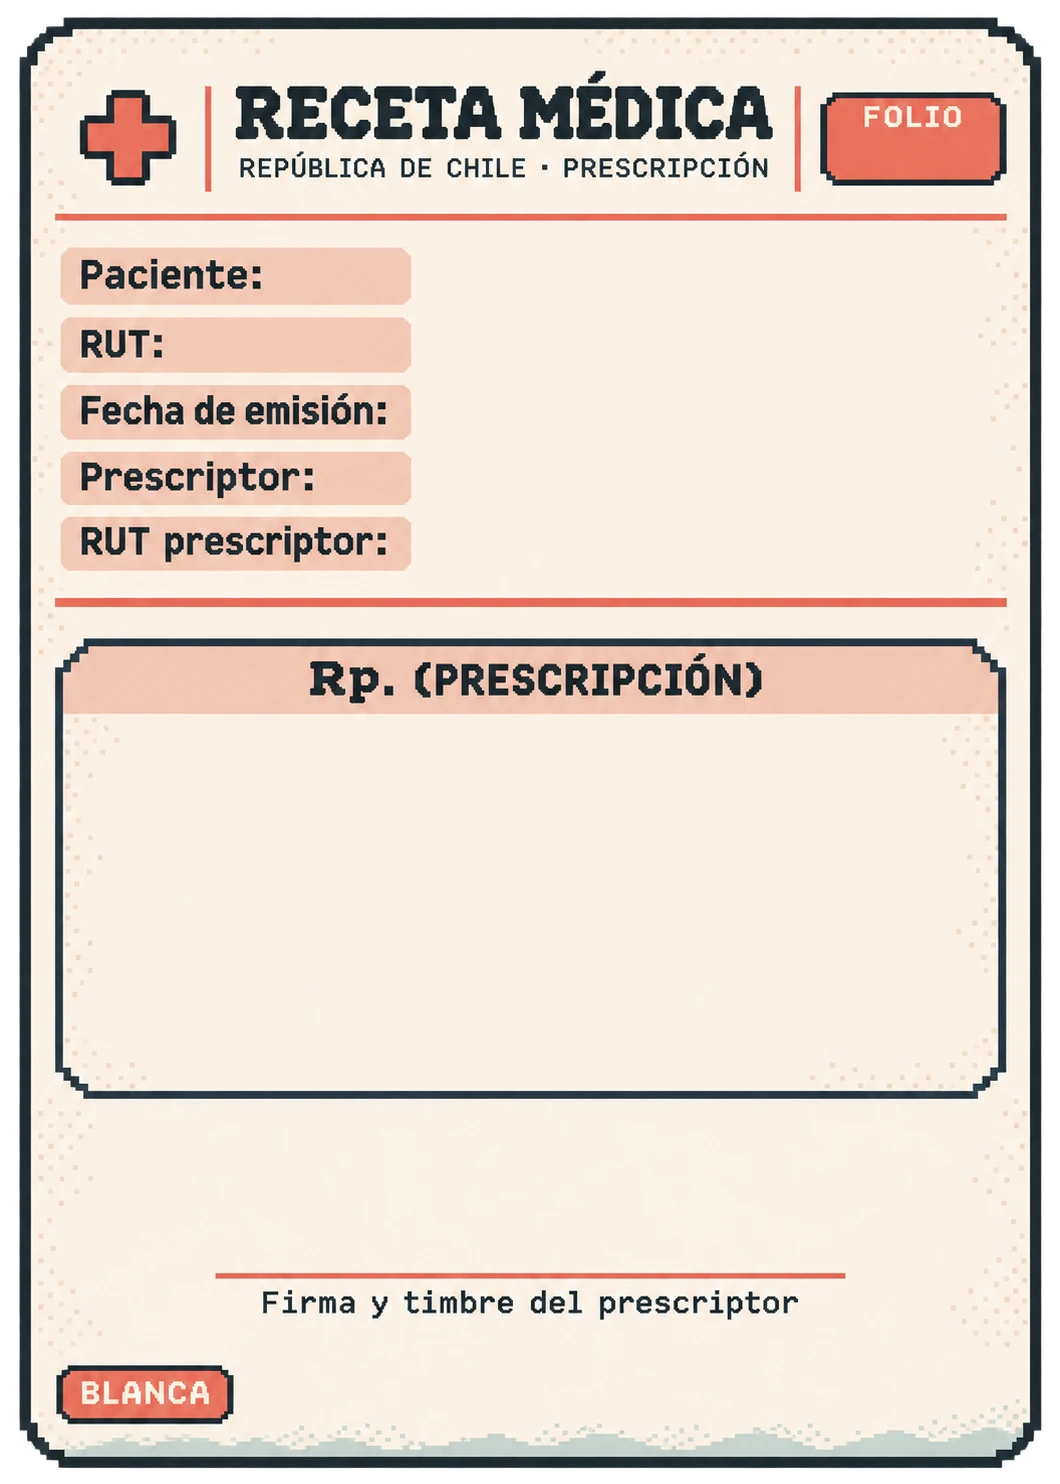 RECETA MÉDICA
REPÚBLICA DE CHILE · PRESCRIPCIÓN
FOLIO
Paciente:
RUT:
Fecha de emisión:
Prescriptor:
RUT prescriptor:
Rp. (PRESCRIPCIÓN)
Firma y timbre del prescriptor
BLANCA